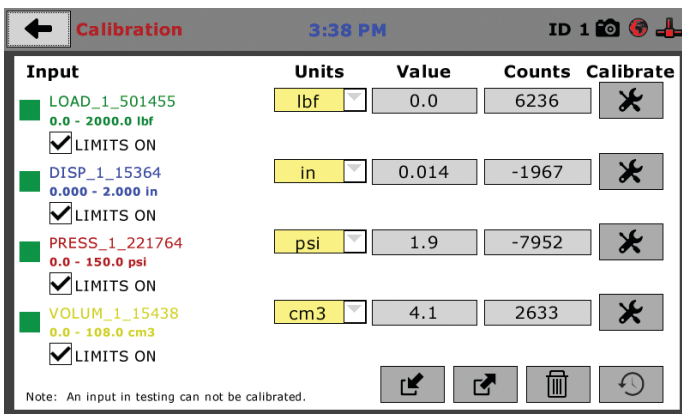 Calibration 3:38 PM ID 1
Input Units Value Counts Calibrate
LOAD_1_501455 lbf 0.0 6236
0.0 - 2000.0 lbf
LIMITS ON
DISP_1_15364 in 0.014 -1967
0.000 - 2.000 in
LIMITS ON
PRESS_1_221764 psi 1.9 -7952
0.0 - 150.0 psi
LIMITS ON
VOLUM_1_15438 cm3 4.1 2633
0.0 - 108.0 cm3
LIMITS ON
Note: An input in testing can not be calibrated.